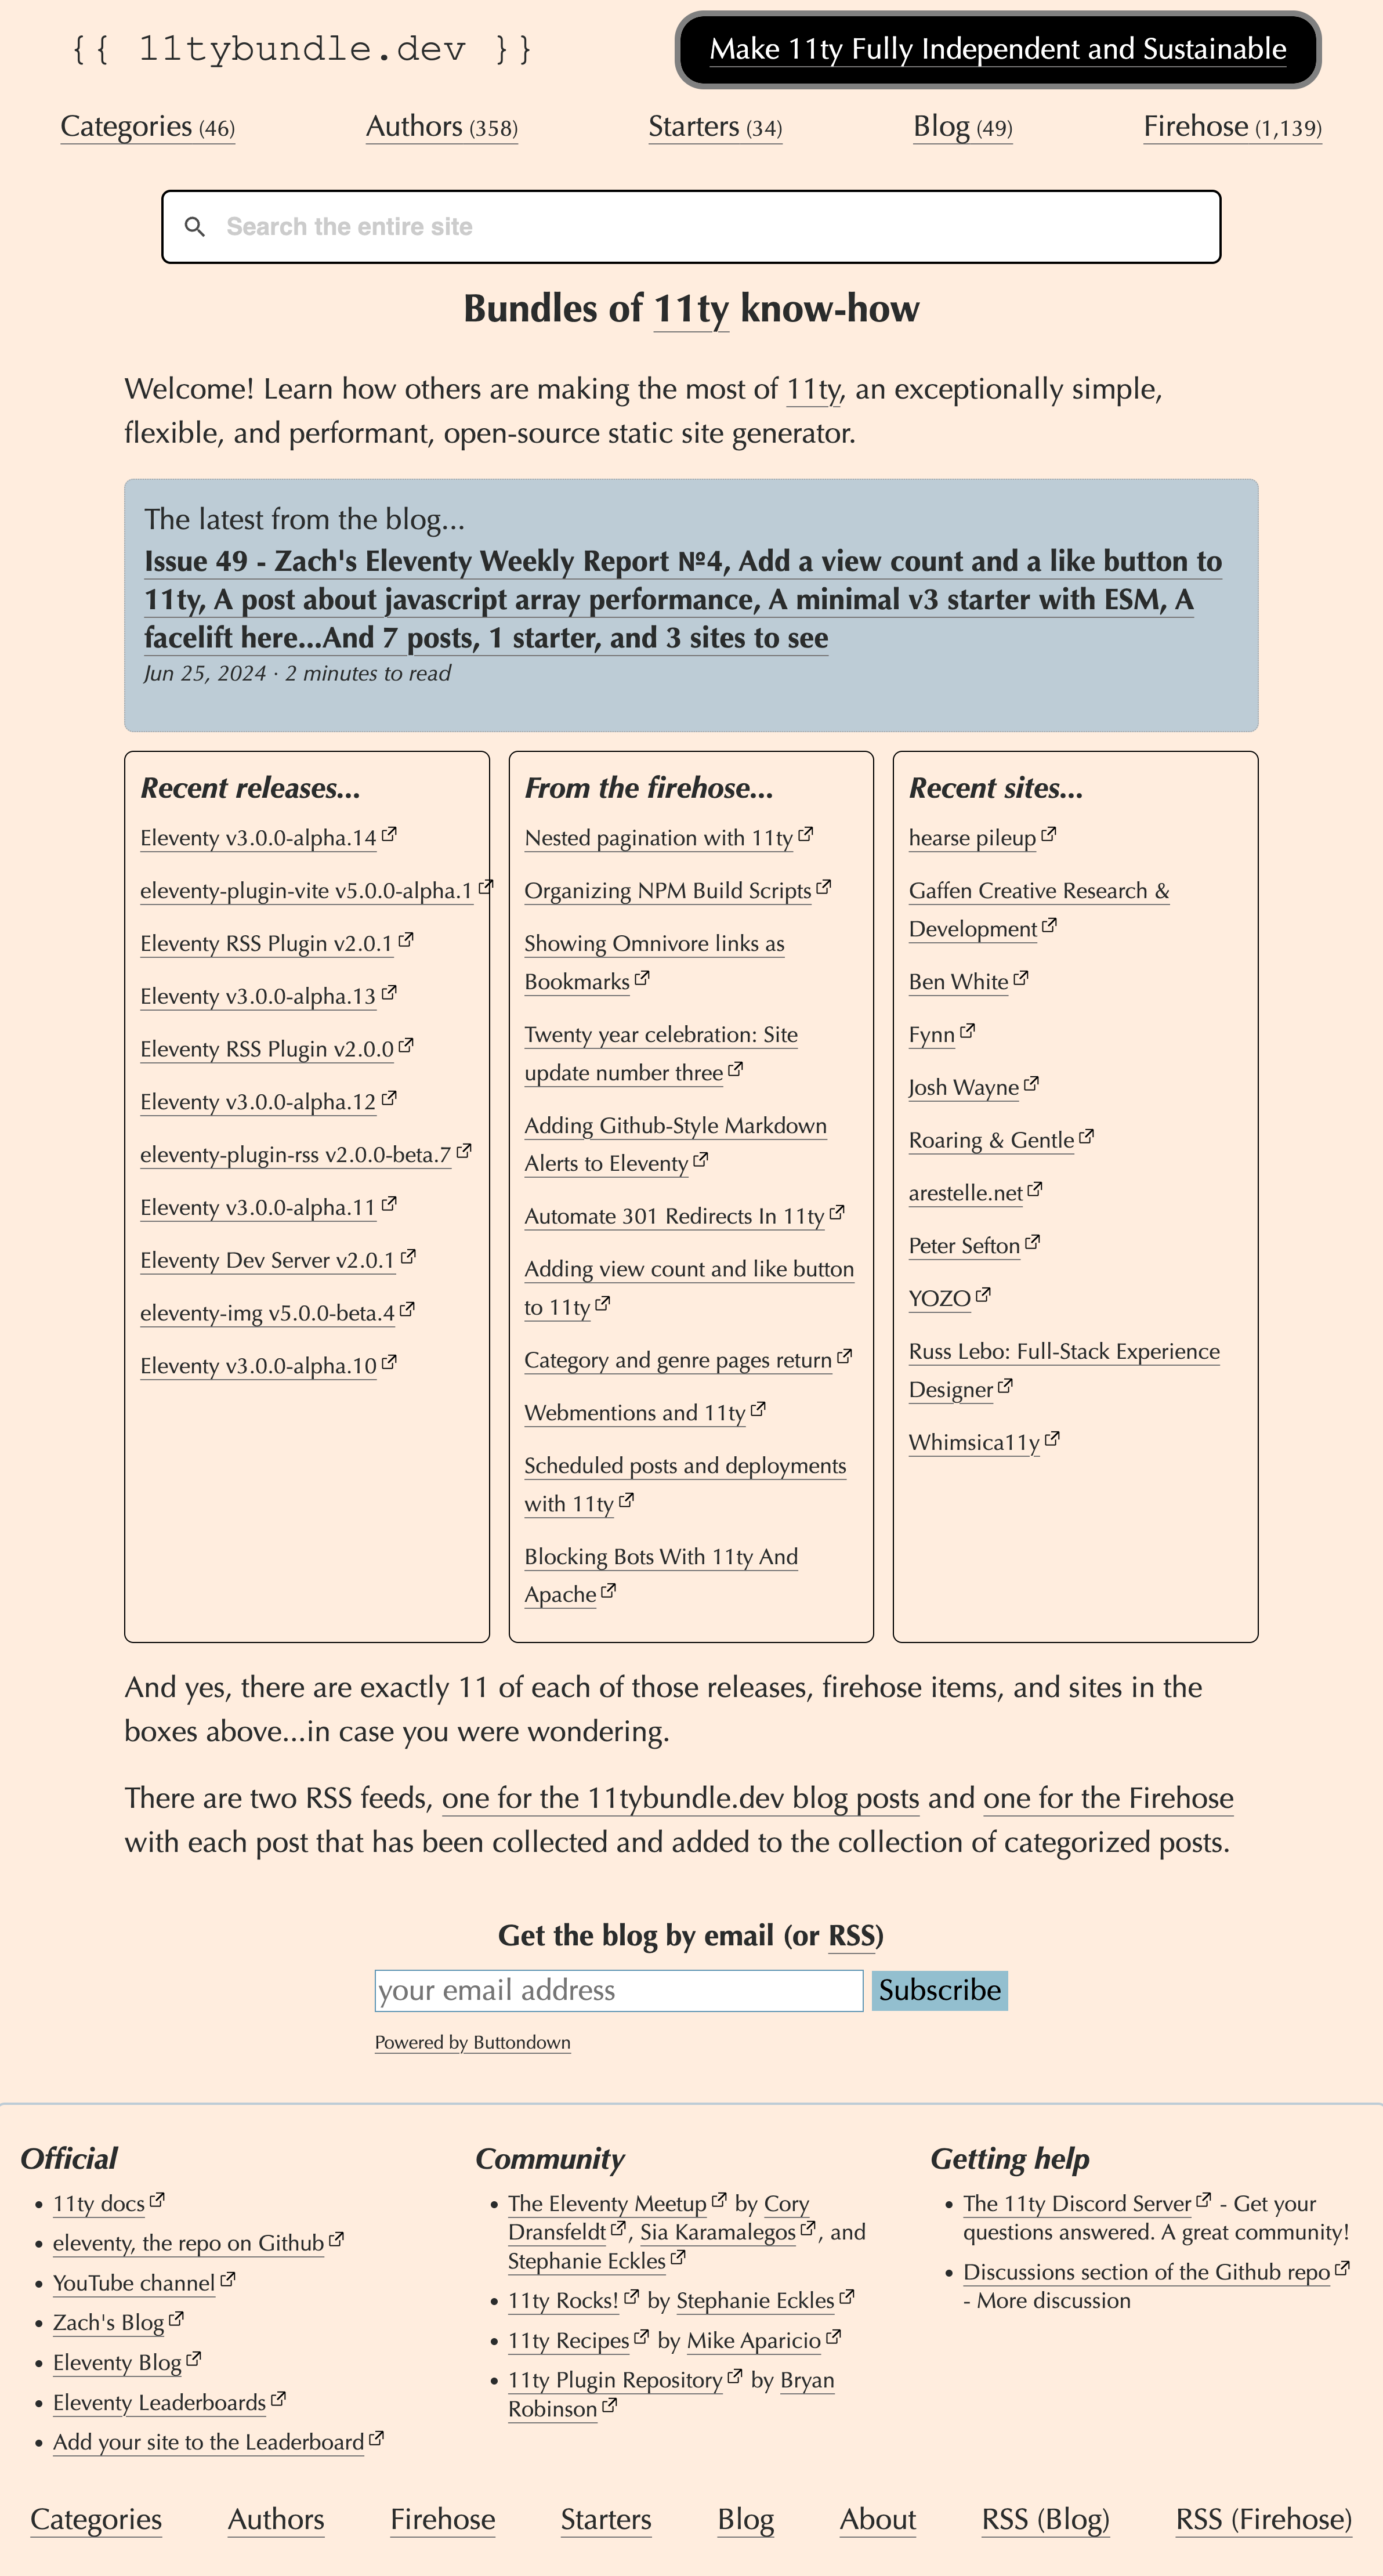 {{ 11tybundle.dev }}
Make 11ty Fully Independent and Sustainable
Categories (46)
Authors (358)
Starters (34)
Blog (49)
Firehose (1,139)
Search the entire site
Bundles of 11ty know-how
Welcome! Learn how others are making the most of 11ty, an exceptionally simple,
flexible, and performant, open-source static site generator.
The latest from the blog...
Issue 49 - Zach's Eleventy Weekly Report №4, Add a view count and a like button to
11ty, A post about javascript array performance, A minimal v3 starter with ESM, A
facelift here...And 7 posts, 1 starter, and 3 sites to see
Jun 25, 2024 · 2 minutes to read
Recent releases...
Eleventy v3.0.0-alpha.14
eleventy-plugin-vite v5.0.0-alpha.1
Eleventy RSS Plugin v2.0.1
Eleventy v3.0.0-alpha.13
Eleventy RSS Plugin v2.0.0
Eleventy v3.0.0-alpha.12
eleventy-plugin-rss v2.0.0-beta.7
Eleventy v3.0.0-alpha.11
Eleventy Dev Server v2.0.1
eleventy-img v5.0.0-beta.4
Eleventy v3.0.0-alpha.10
From the firehose...
Nested pagination with 11ty
Organizing NPM Build Scripts
Showing Omnivore links as
Bookmarks
Twenty year celebration: Site
update number three
Adding Github-Style Markdown
Alerts to Eleventy
Automate 301 Redirects In 11ty
Adding view count and like button
to 11ty
Category and genre pages return
Webmentions and 11ty
Scheduled posts and deployments
with 11ty
Blocking Bots With 11ty And
Apache
Recent sites...
hearse pileup
Gaffen Creative Research &
Development
Ben White
Fynn
Josh Wayne
Roaring & Gentle
arestelle.net
Peter Sefton
YOZO
Russ Lebo: Full-Stack Experience
Designer
Whimsica11y
And yes, there are exactly 11 of each of those releases, firehose items, and sites in the
boxes above...in case you were wondering.
There are two RSS feeds, one for the 11tybundle.dev blog posts and one for the Firehose
with each post that has been collected and added to the collection of categorized posts.
Get the blog by email (or RSS)
your email address
Subscribe
Powered by Buttondown
Official
11ty docs
eleventy, the repo on Github
YouTube channel
Zach's Blog
Eleventy Blog
Eleventy Leaderboards
Add your site to the Leaderboard
Community
The Eleventy Meetup by Cory
Dransfeldt, Sia Karamalegos, and
Stephanie Eckles
11ty Rocks! by Stephanie Eckles
11ty Recipes by Mike Aparicio
11ty Plugin Repository by Bryan
Robinson
Getting help
The 11ty Discord Server - Get your
questions answered. A great community!
Discussions section of the Github repo
- More discussion
Categories
Authors
Firehose
Starters
Blog
About
RSS (Blog)
RSS (Firehose)